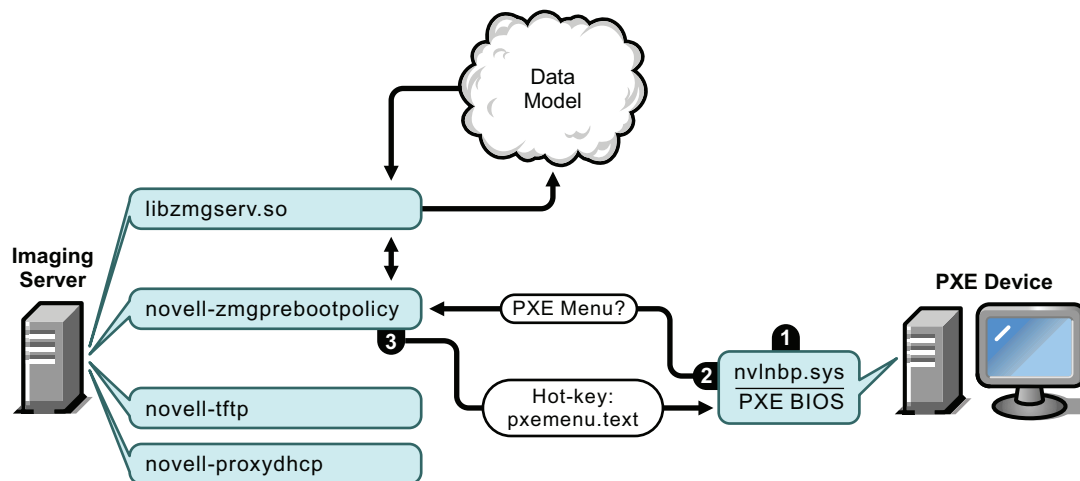 Data
Model
libzmgserv.so
Imaging
Server
PXE Device
novell-zmgprebootpolicy
PXE Menu?
3
1
2
nvlnbp.sys
PXE BIOS
Hot-key:
pxemenu.text
novell-tftp
novell-proxydhcp